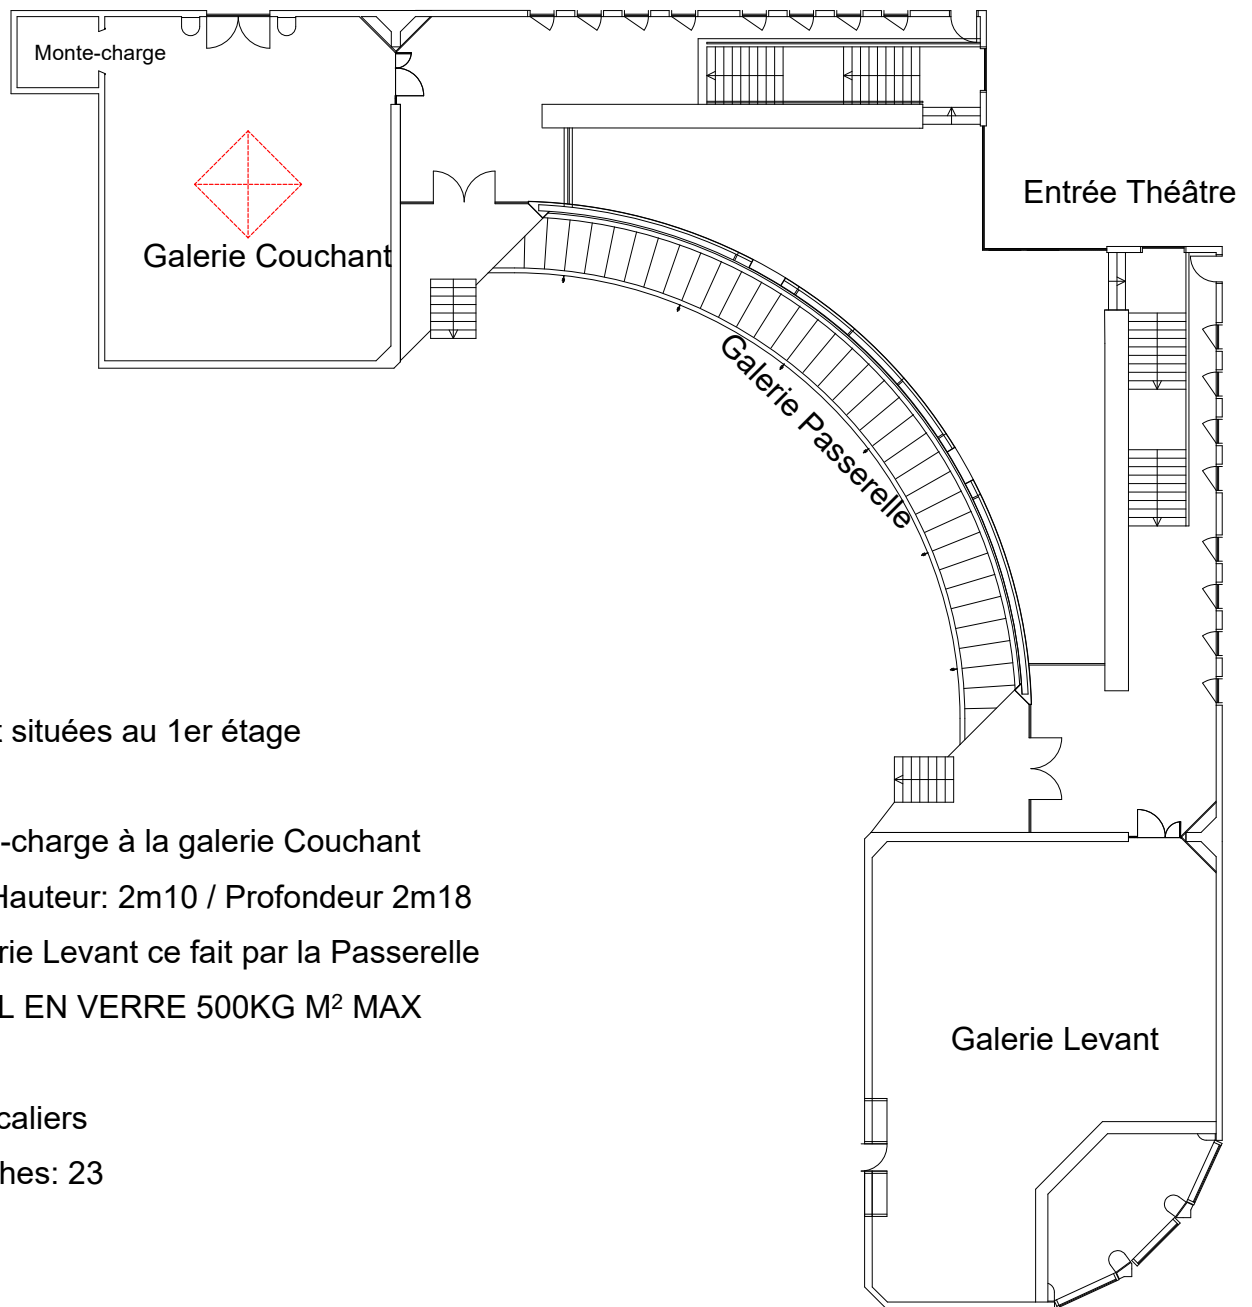 Monte-charge
Entrée Théâtre
Galerie Couchant
Galerie Passerelle
situées au 1er étage
-charge à la galerie Couchant
Hauteur: 2m10 / Profondeur 2m18
rie Levant ce fait par la Passerelle
L EN VERRE 500KG M² MAX
Galerie Levant
caliers
hes: 23